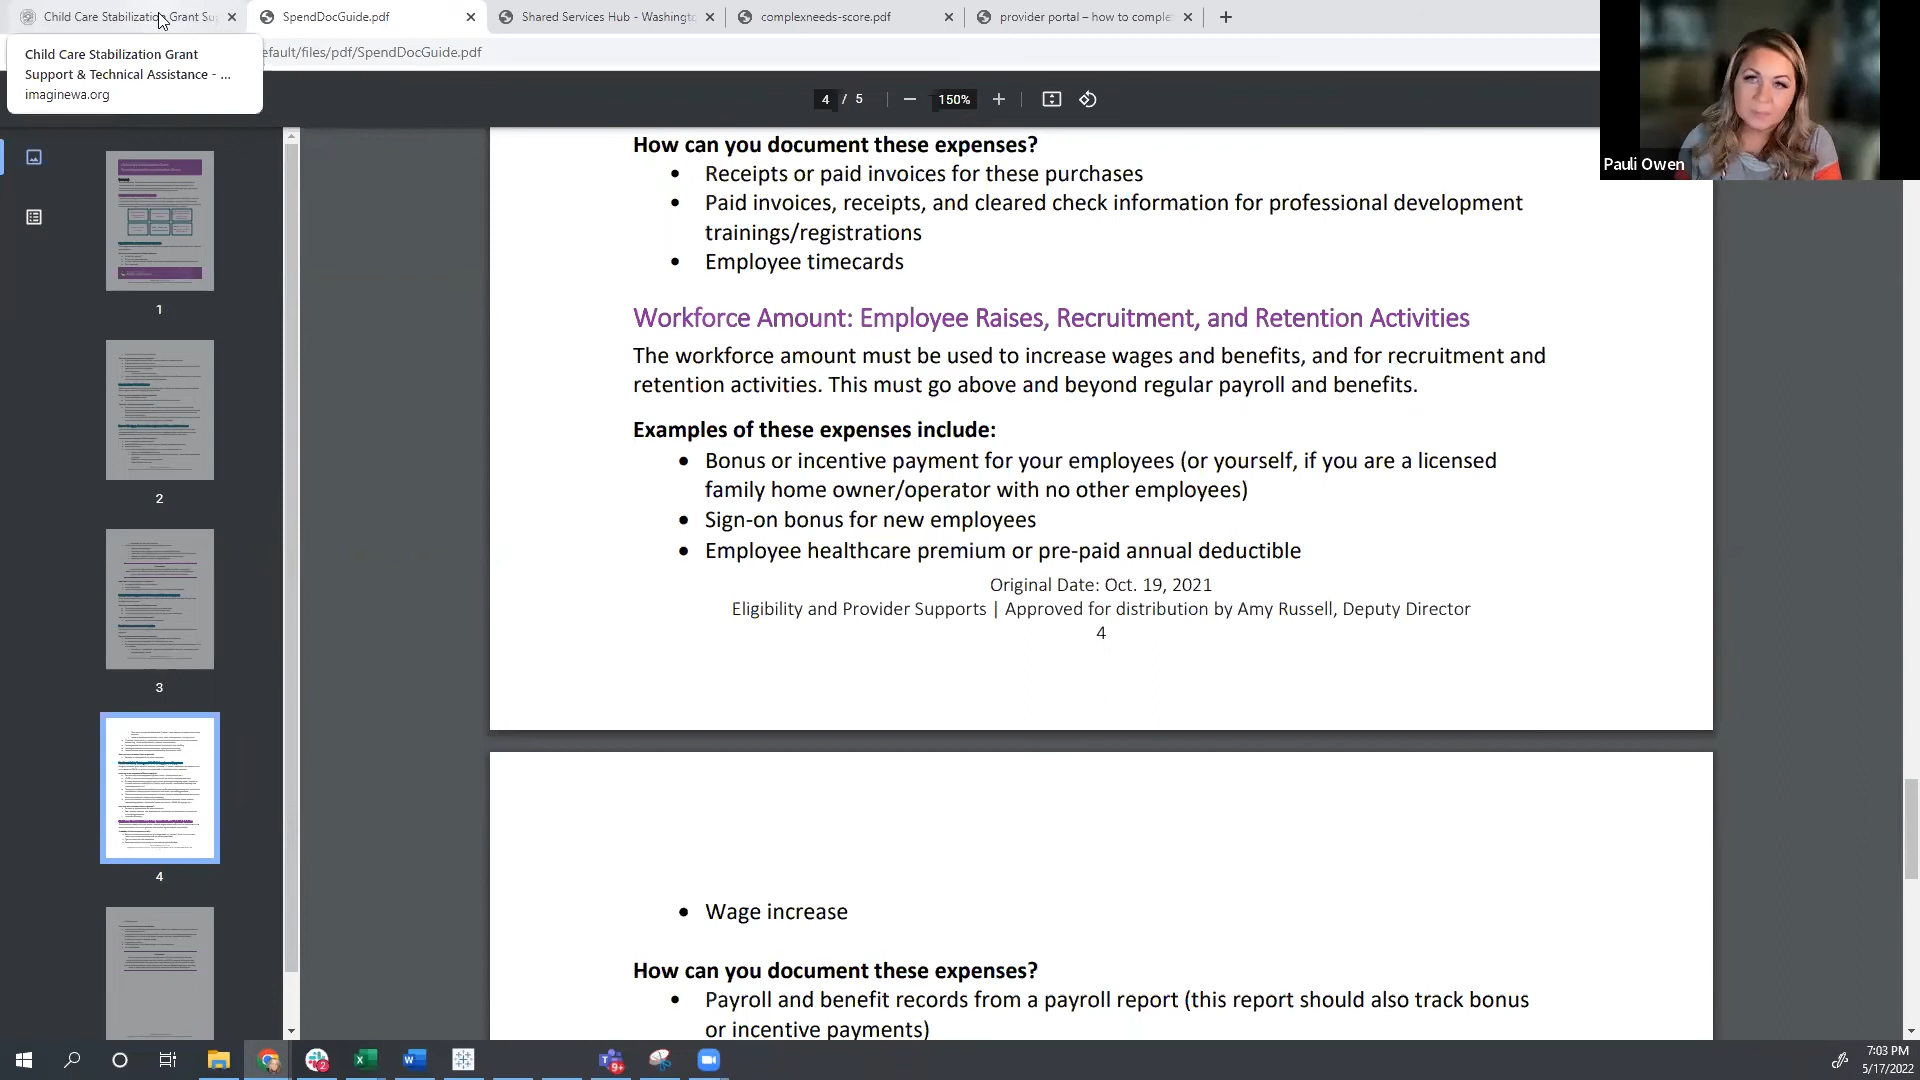 Child Care Stabilization Grant Su
SpendDocGuide.pdf
Shared Services Hub - Washingt
complexneeds-score.pdf
provider portal – how to comple
Child Care Stabilization Grant
Support & Technical Assistance - ...
imaginewa.org
efault/files/pdf/SpendDocGuide.pdf
4 / 5
150%
Pauli Owen
How can you document these expenses?
• Receipts or paid invoices for these purchases
• Paid invoices, receipts, and cleared check information for professional development
trainings/registrations
• Employee timecards
Workforce Amount: Employee Raises, Recruitment, and Retention Activities
The workforce amount must be used to increase wages and benefits, and for recruitment and
retention activities. This must go above and beyond regular payroll and benefits.
Examples of these expenses include:
• Bonus or incentive payment for your employees (or yourself, if you are a licensed
family home owner/operator with no other employees)
• Sign-on bonus for new employees
• Employee healthcare premium or pre-paid annual deductible
Original Date: Oct. 19, 2021
Eligibility and Provider Supports | Approved for distribution by Amy Russell, Deputy Director
4
• Wage increase
How can you document these expenses?
• Payroll and benefit records from a payroll report (this report should also track bonus
or incentive payments)
1
2
3
4
2
9+
7:03 PM
5/17/2022